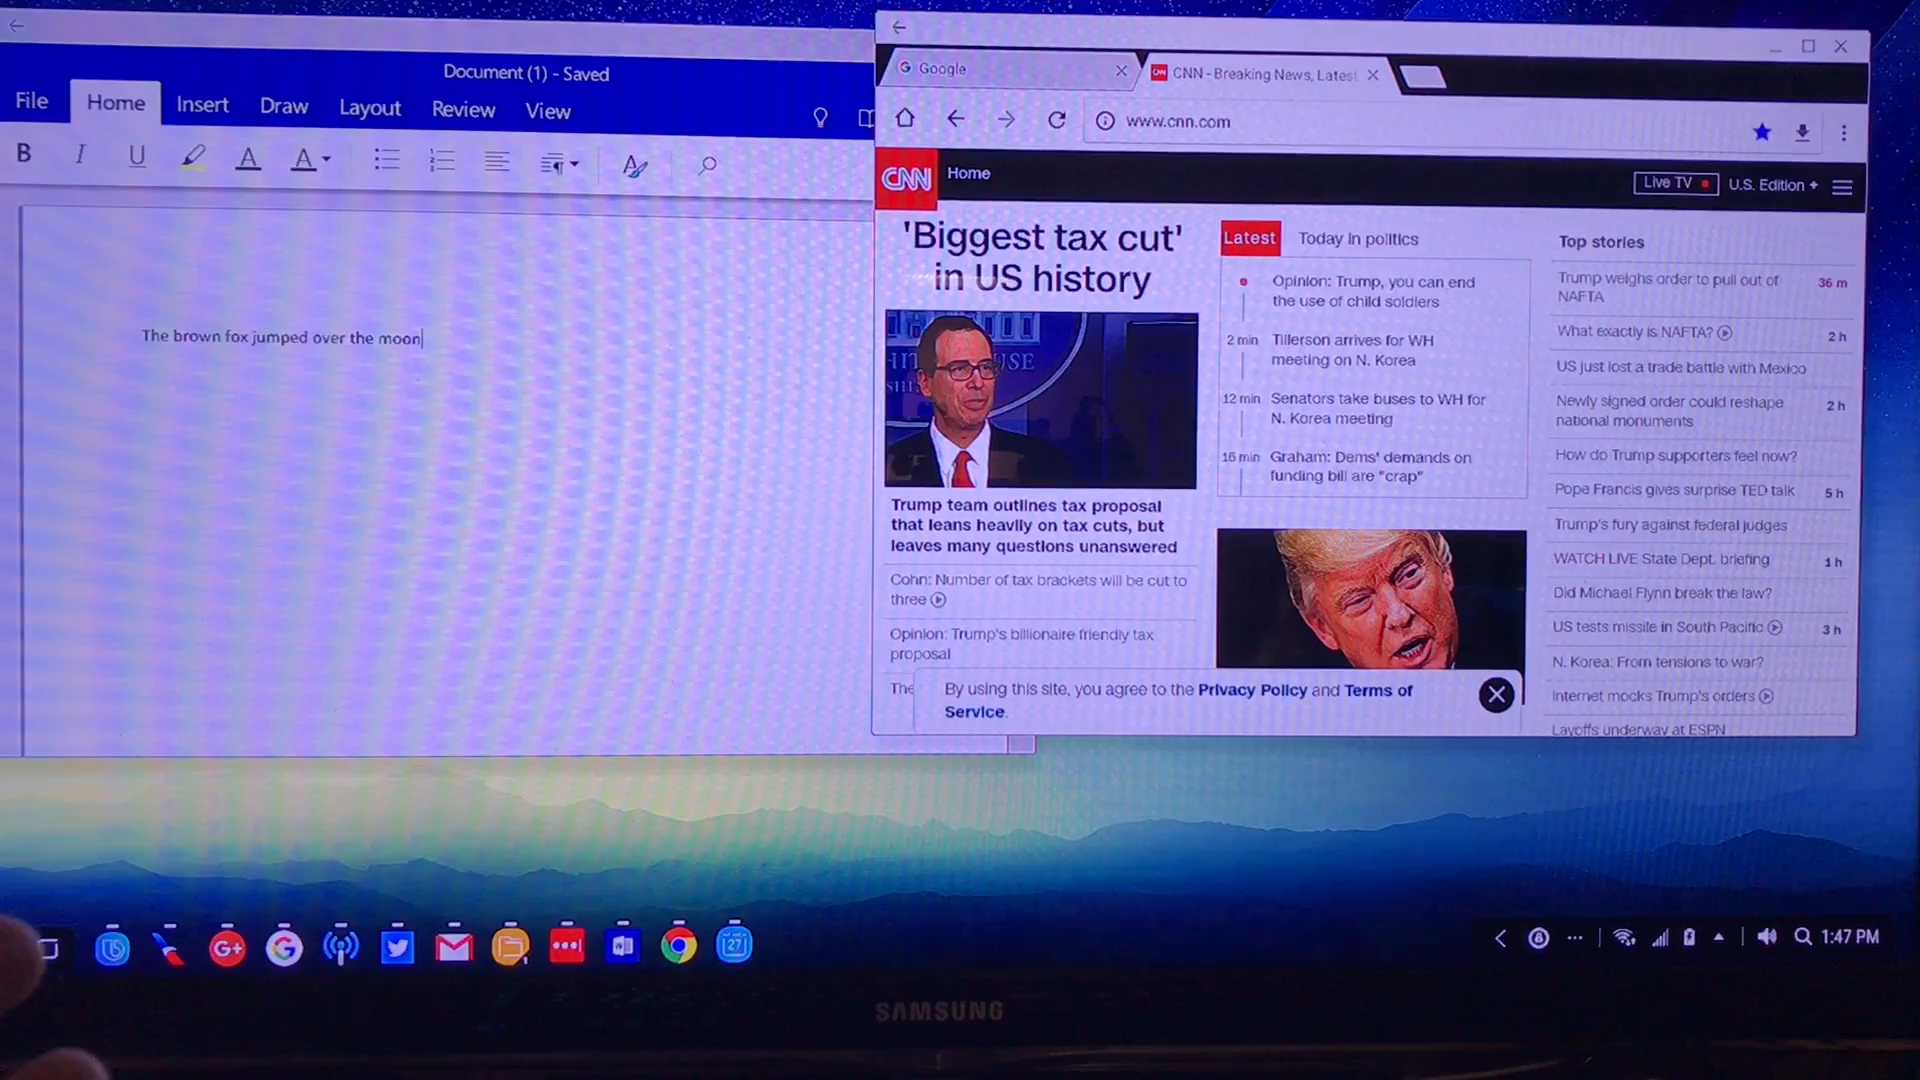 Document (1) - Saved
File Home Insert Draw Layout Review View
B I U A A
The brown fox jumped over the moon
Google
CNN - Breaking News, Latest
www.cnn.com
CNN
Home
Live TV
U.S. Edition +
'Biggest tax cut'
in US history
Trump team outlines tax proposal
that leans heavily on tax cuts, but
leaves many questions unanswered
Cohn: Number of tax brackets will be cut to
three
Opinion: Trump's billionaire friendly tax
proposal
The
Latest
Today in politics
Opinion: Trump, you can end
the use of child soldiers
2 min Tillerson arrives for WH
meeting on N. Korea
12 min Senators take buses to WH for
N. Korea meeting
16 min Graham: Dems' demands on
funding bill are "crap"
Top stories
Trump weighs order to pull out of 36 m
NAFTA
What exactly is NAFTA? 2 h
US just lost a trade battle with Mexico
Newly signed order could reshape 2 h
national monuments
How do Trump supporters feel now?
Pope Francis gives surprise TED talk 5 h
Trump's fury against federal judges
WATCH LIVE State Dept. briefing 1 h
Did Michael Flynn break the law?
US tests missile in South Pacific 3 h
N. Korea: From tensions to war?
Internet mocks Trump's orders
Layoffs underway at ESPN
By using this site, you agree to the Privacy Policy and Terms of
Service.
G+ G 27
1:47 PM
SAMSUNG